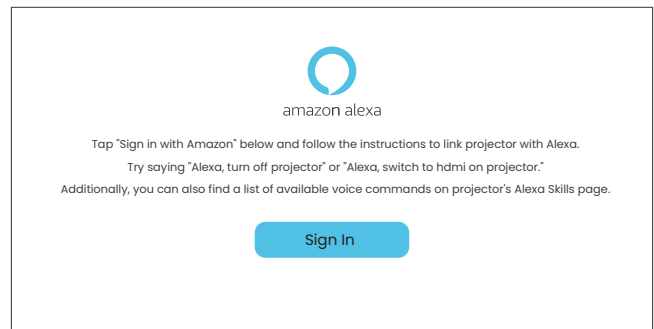 amazon alexa
Tap "Sign in with Amazon" below and follow the instructions to link projector with Alexa.
Try saying "Alexa, turn off projector" or "Alexa, switch to hdmi on projector."
Additionally, you can also find a list of available voice commands on projector's Alexa Skills page.
Sign In